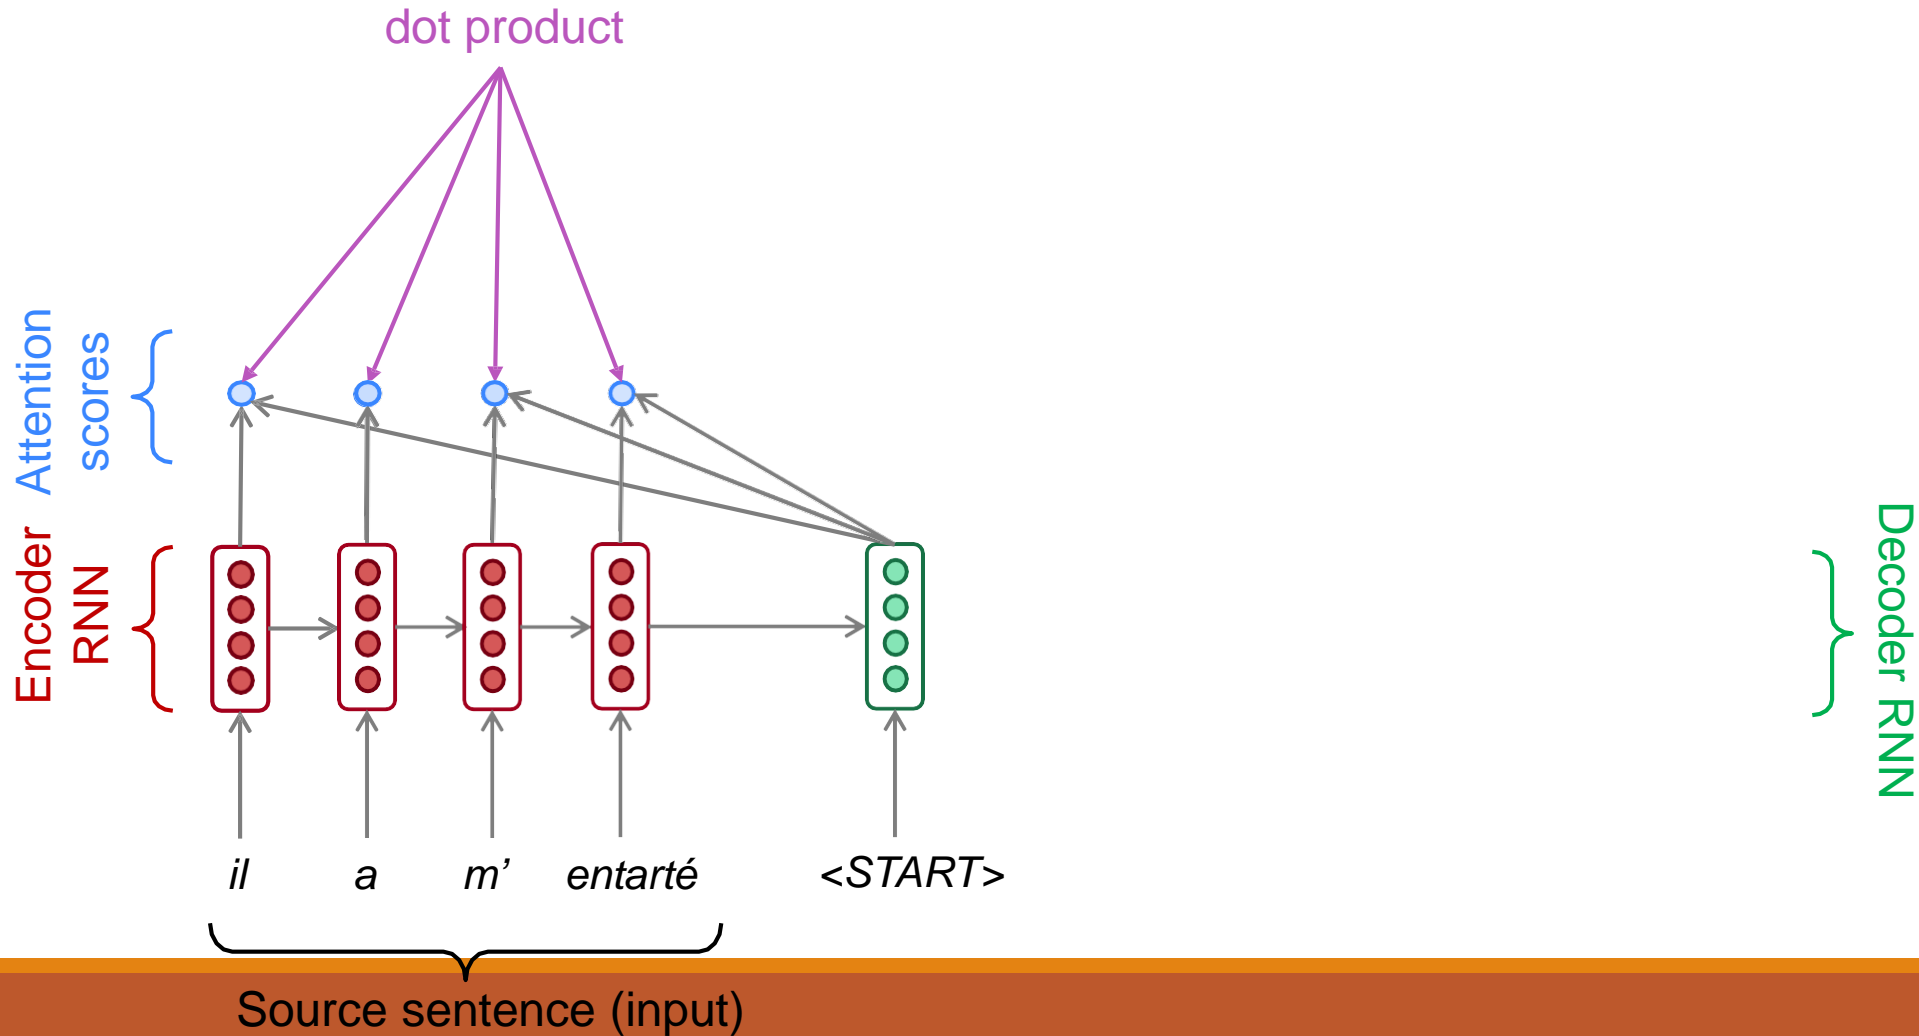 dot product
Attention
scores
Encoder
RNN
Decoder RNN
il a m’ entarté <START>
Source sentence (input)